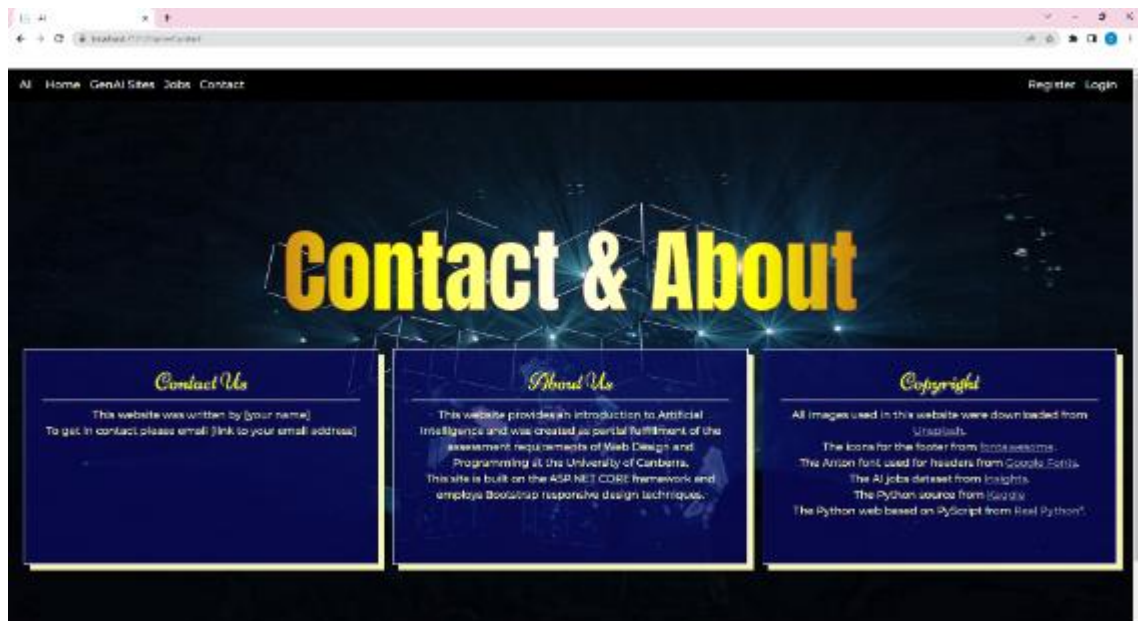 AI
AI Home GenAI Sites Jobs Contact
Register Login
Contact & About
Contact Us
This website was written by [your name]
To get in contact please email [link to your email address]
About Us
This website provides an introduction to Artificial
Intelligence and was created as partial fulfillment of the
assessment requirements of Web Design and
Programming at the University of Canberra.
This site is built on the ASP.NET CORE framework and
employs Bootstrap responsive design techniques.
Copyright
All images used in this website were downloaded from
Unsplash.
The icons for the footer from fontawesome.
The Anton font used for headers from Google Fonts.
The AI jobs dataset from Insights.
The Python source from Kaggle
The Python web based on PyScript from Real Python".